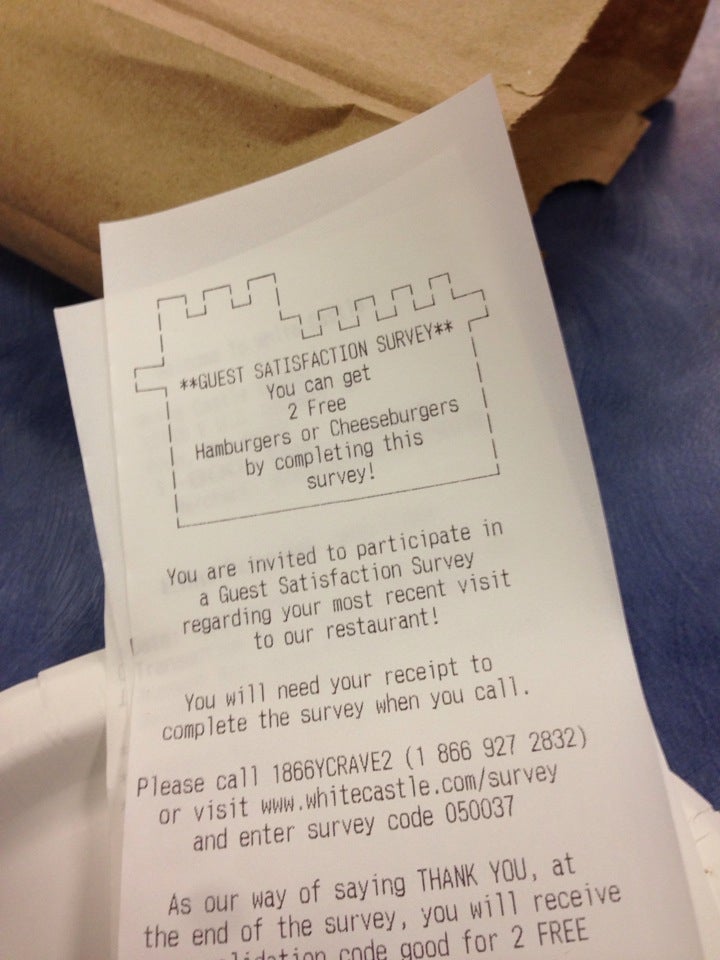 **GUEST SATISFACTION SURVEY**
You can get
2 Free
Hamburgers or Cheeseburgers
by completing this
survey!
You are invited to participate in
a Guest Satisfaction Survey
regarding your most recent visit
to our restaurant!
You will need your receipt to
complete the survey when you call.
Please call 1866YCRAVE2 (1 866 927 2832)
or visit www.whitecastle.com/survey
and enter survey code 050037
As our way of saying THANK YOU, at
the end of the survey, you will receive
code good for 2 FREE